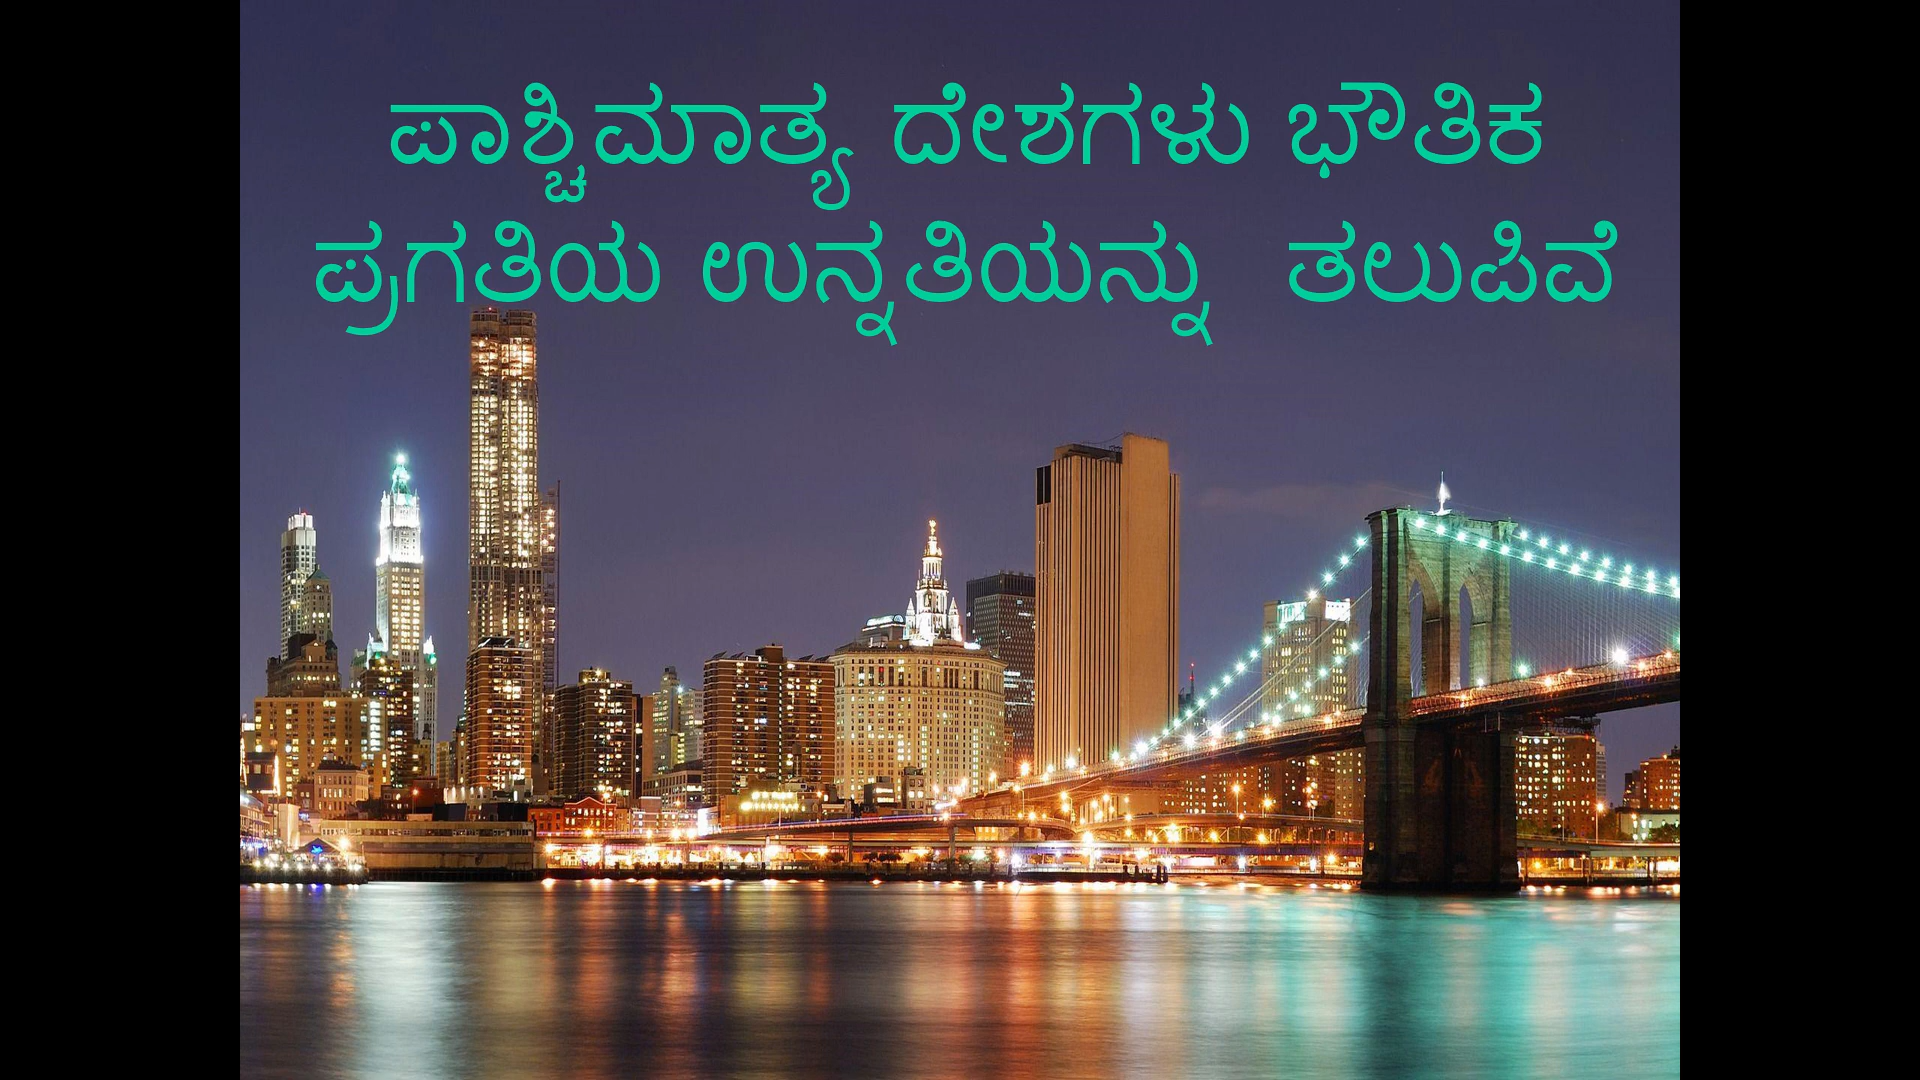 ಪಾಶ್ಚಿಮಾತ್ಯ ದೇಶಗಳು ಭೌತಿಕ
ಪ್ರಗತಿಯ ಉನ್ನತಿಯನ್ನು ತಲುಪಿವೆ